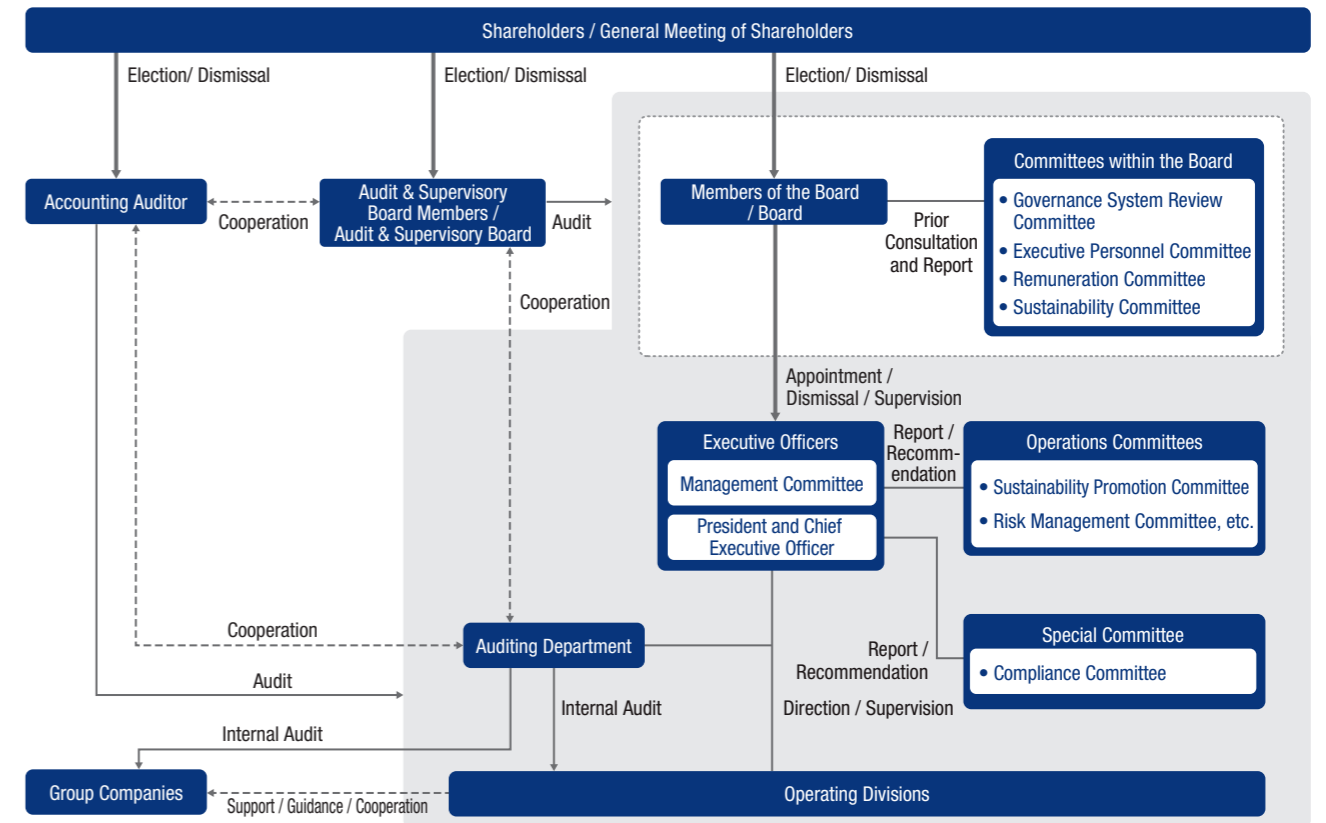 Shareholders / General Meeting of Shareholders
Election/ Dismissal
Election/ Dismissal
Election/ Dismissal
Accounting Auditor
Cooperation
Audit & Supervisory
Board Members /
Audit & Supervisory Board
Audit
Members of the Board
/ Board
Prior
Consultation
and Report
Committees within the Board
• Governance System Review
Committee
• Executive Personnel Committee
• Remuneration Committee
• Sustainability Committee
Cooperation
Appointment /
Dismissal / Supervision
Executive Officers
Management Committee
President and Chief
Executive Officer
Report /
Recomm-
endation
Operations Committees
• Sustainability Promotion Committee
• Risk Management Committee, etc.
Cooperation
Auditing Department
Report /
Recommendation
Special Committee
• Compliance Committee
Audit
Internal Audit
Direction / Supervision
Internal Audit
Group Companies
Support / Guidance / Cooperation
Operating Divisions